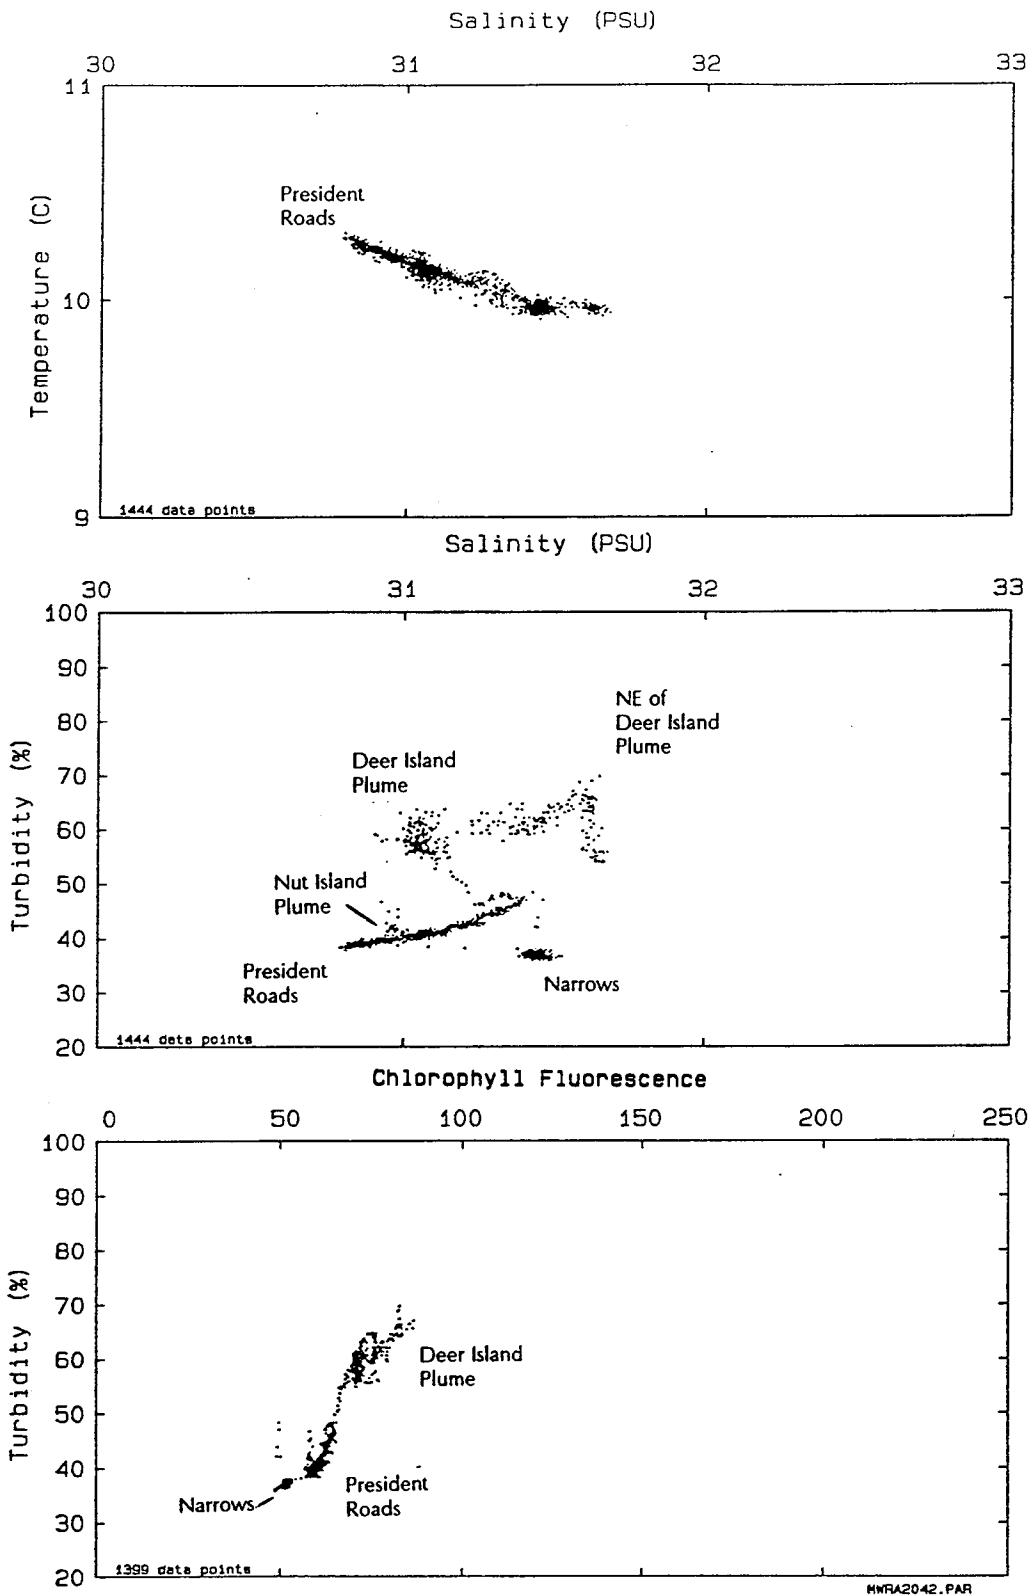 Salinity (PSU)
30 31 32 33
11
10
9
Temperature (C)
President
Roads
1444 data points
Salinity (PSU)
30 31 32 33
100
90
80
70
60
50
40
30
20
Turbidity (%)
NE of
Deer Island
Plume
Deer Island
Plume
Nut Island
Plume
President
Roads
Narrows
1444 data points
Chlorophyll Fluorescence
0 50 100 150 200 250
100
90
80
70
60
50
40
30
20
Turbidity (%)
Deer Island
Plume
President
Roads
Narrows
1399 data points
MWRA2042.PAR